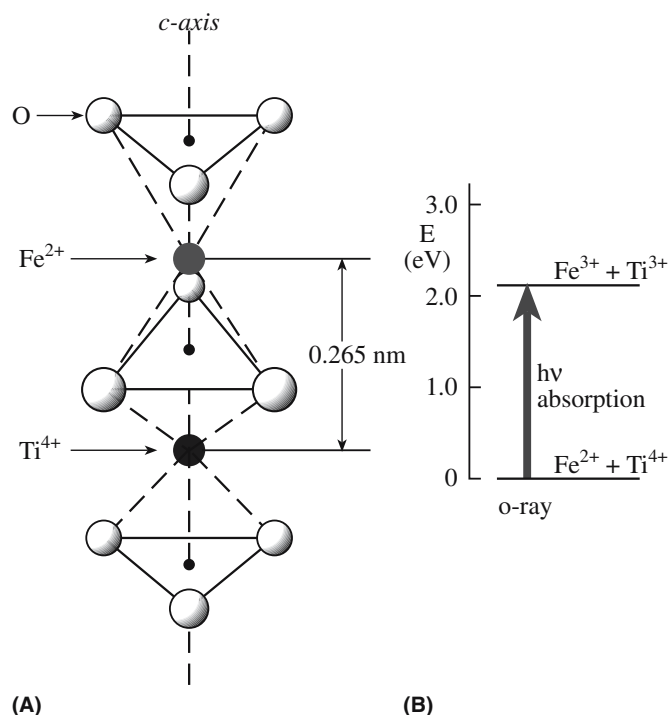 c-axis
O
Fe2+
0.265 nm
Ti4+
(A)
3.0
E
(eV)
2.0
1.0
0
Fe3+ + Ti3+
hν
absorption
Fe2+ + Ti4+
o-ray
(B)